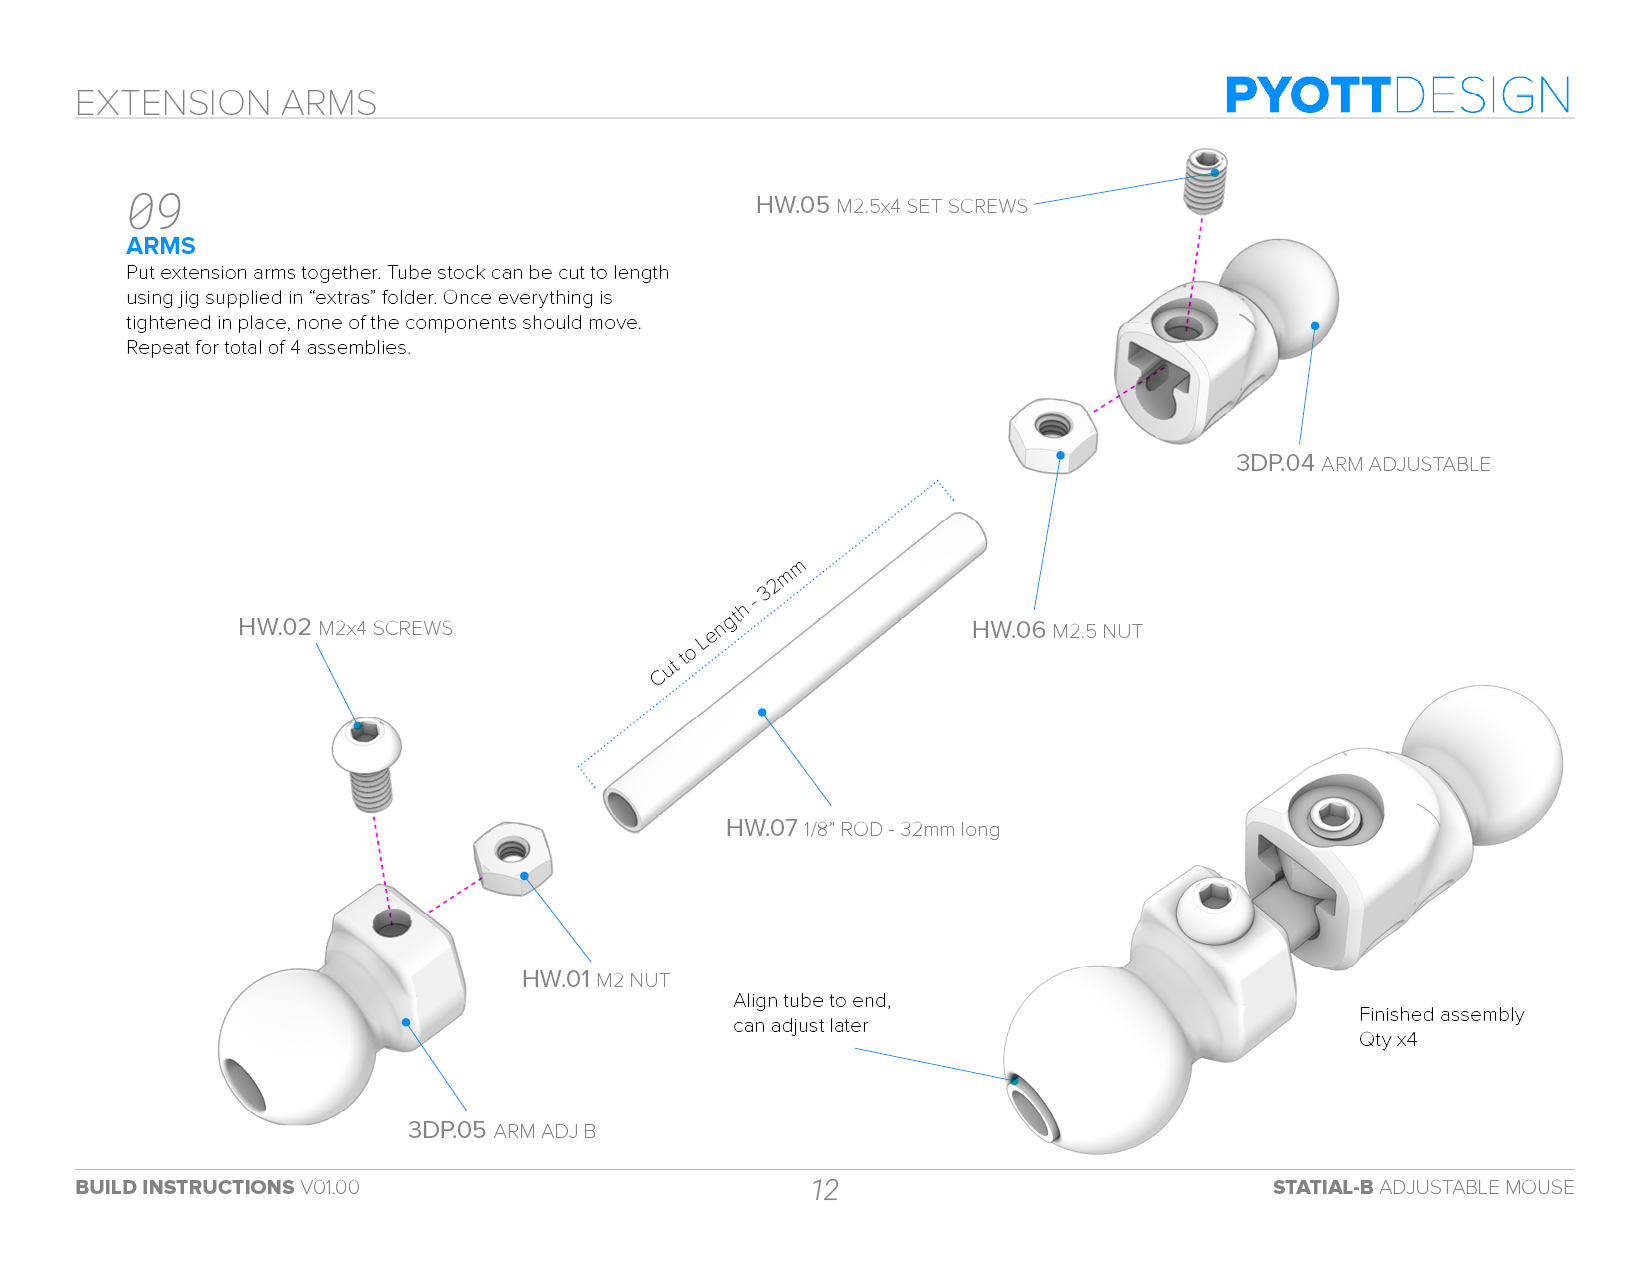 EXTENSION ARMS
PYOTTDESIGN
09
ARMS
Put extension arms together. Tube stock can be cut to length
using jig supplied in “extras” folder. Once everything is
tightened in place, none of the components should move.
Repeat for total of 4 assemblies.
HW.05 M2.5x4 SET SCREWS
3DP.04 ARM ADJUSTABLE
Cut to Length - 32mm
HW.02 M2x4 SCREWS
HW.06 M2.5 NUT
HW.07 1/8” ROD - 32mm long
HW.01 M2 NUT
Align tube to end,
can adjust later
Finished assembly
Qty x4
3DP.05 ARM ADJ B
BUILD INSTRUCTIONS V01.00
12
STATIAL-B ADJUSTABLE MOUSE